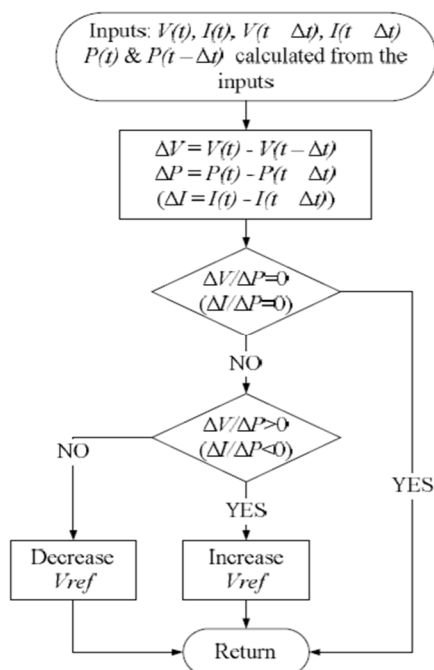 Inputs: V(t), I(t), V(t Δt), I(t Δt)
P(t) & P(t – Δt) calculated from the
inputs
ΔV = V(t) - V(t – Δt)
ΔP = P(t) - P(t Δt)
(ΔI = I(t) - I(t Δt))
ΔV/ΔP=0
(ΔI/ΔP=0)
NO
ΔV/ΔP>0
(ΔI/ΔP<0)
NO
YES
YES
Decrease
Vref
Increase
Vref
Return